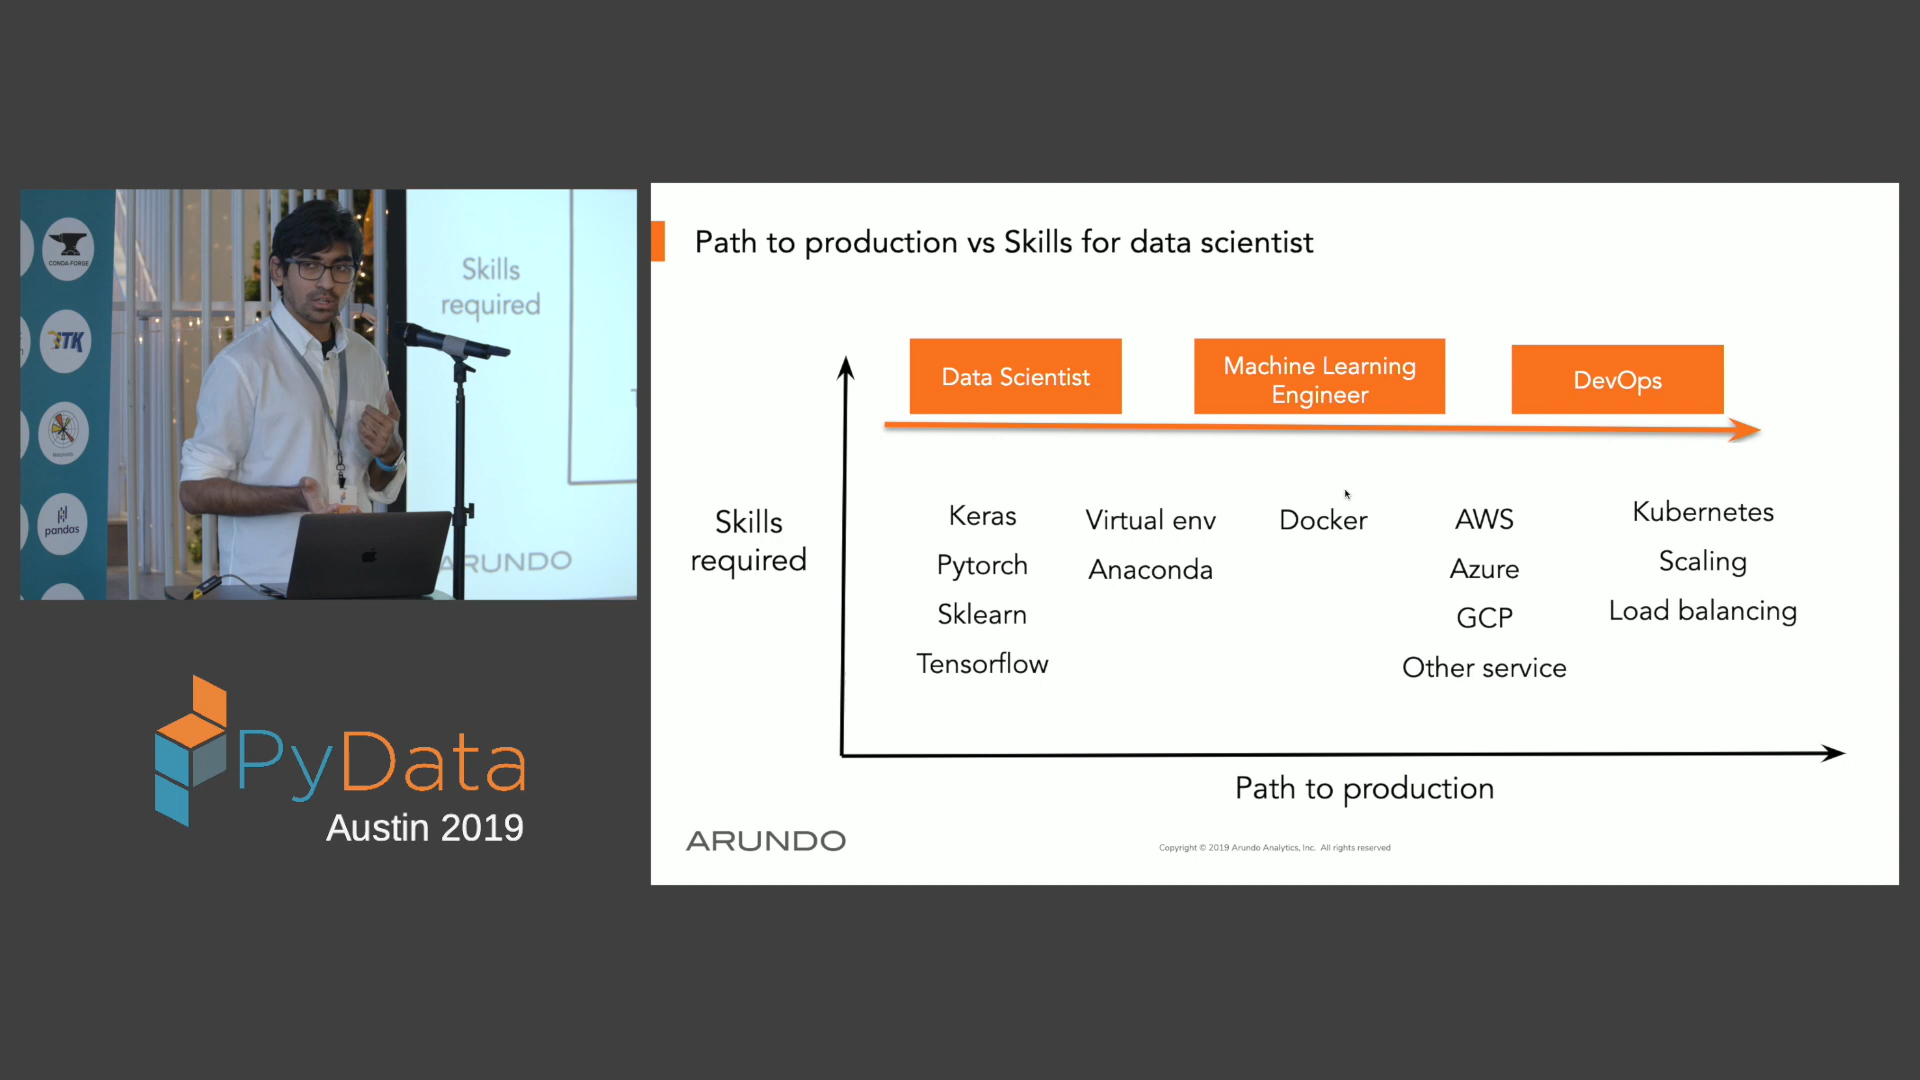 CONDA-FORGE
ITK
pandas
Skills
required
ARUNDO
PyData
Austin 2019
Path to production vs Skills for data scientist
Data Scientist
Machine Learning
Engineer
DevOps
Skills
required
Keras
Pytorch
Sklearn
Tensorflow
Virtual env
Anaconda
Docker
AWS
Azure
GCP
Other service
Kubernetes
Scaling
Load balancing
Path to production
ARUNDO
Copyright © 2019 Arundo Analytics, Inc. All rights reserved